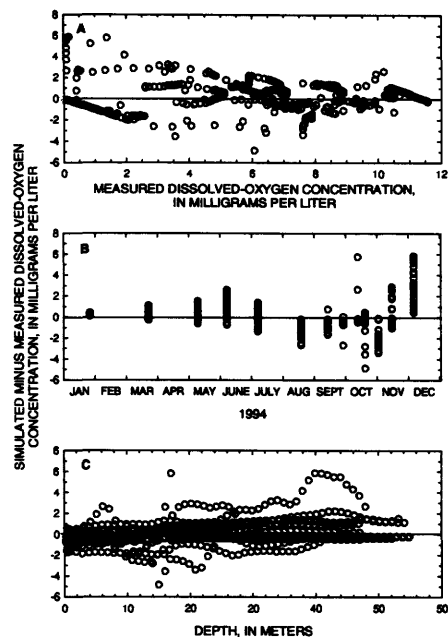 SIMULATED MINUS MEASURED DISSOLVED-OXYGEN
CONCENTRATION, IN MILLIGRAMS PER LITER
A
8
6
4
2
0
-2
-4
-6
0 2 4 6 8 10 12
MEASURED DISSOLVED-OXYGEN CONCENTRATION,
IN MILLIGRAMS PER LITER
B
8
6
4
2
0
-2
-4
-6
JAN FEB MAR APR MAY JUNE JULY AUG SEPT OCT NOV DEC
1994
C
8
6
4
2
0
-2
-4
-6
0 10 20 30 40 50 60
DEPTH, IN METERS